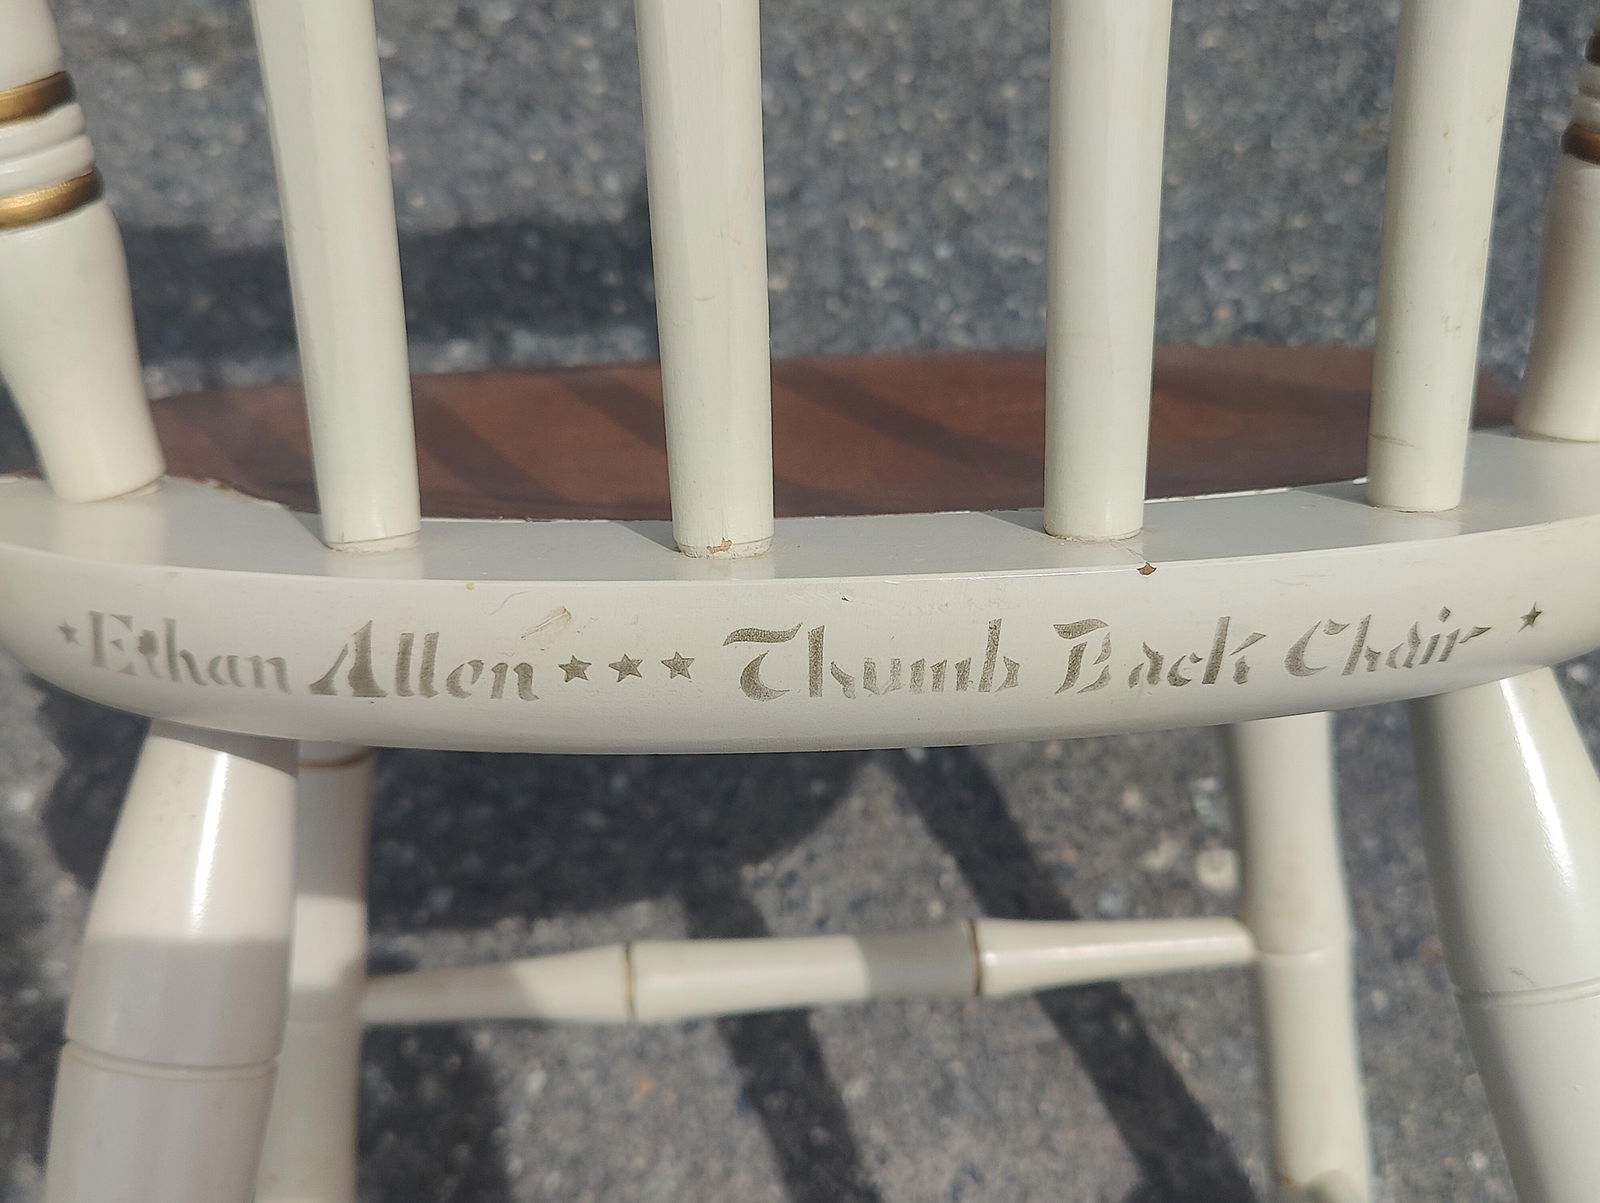 ★Ethan Allen★★★ Thumb Back Chair ★